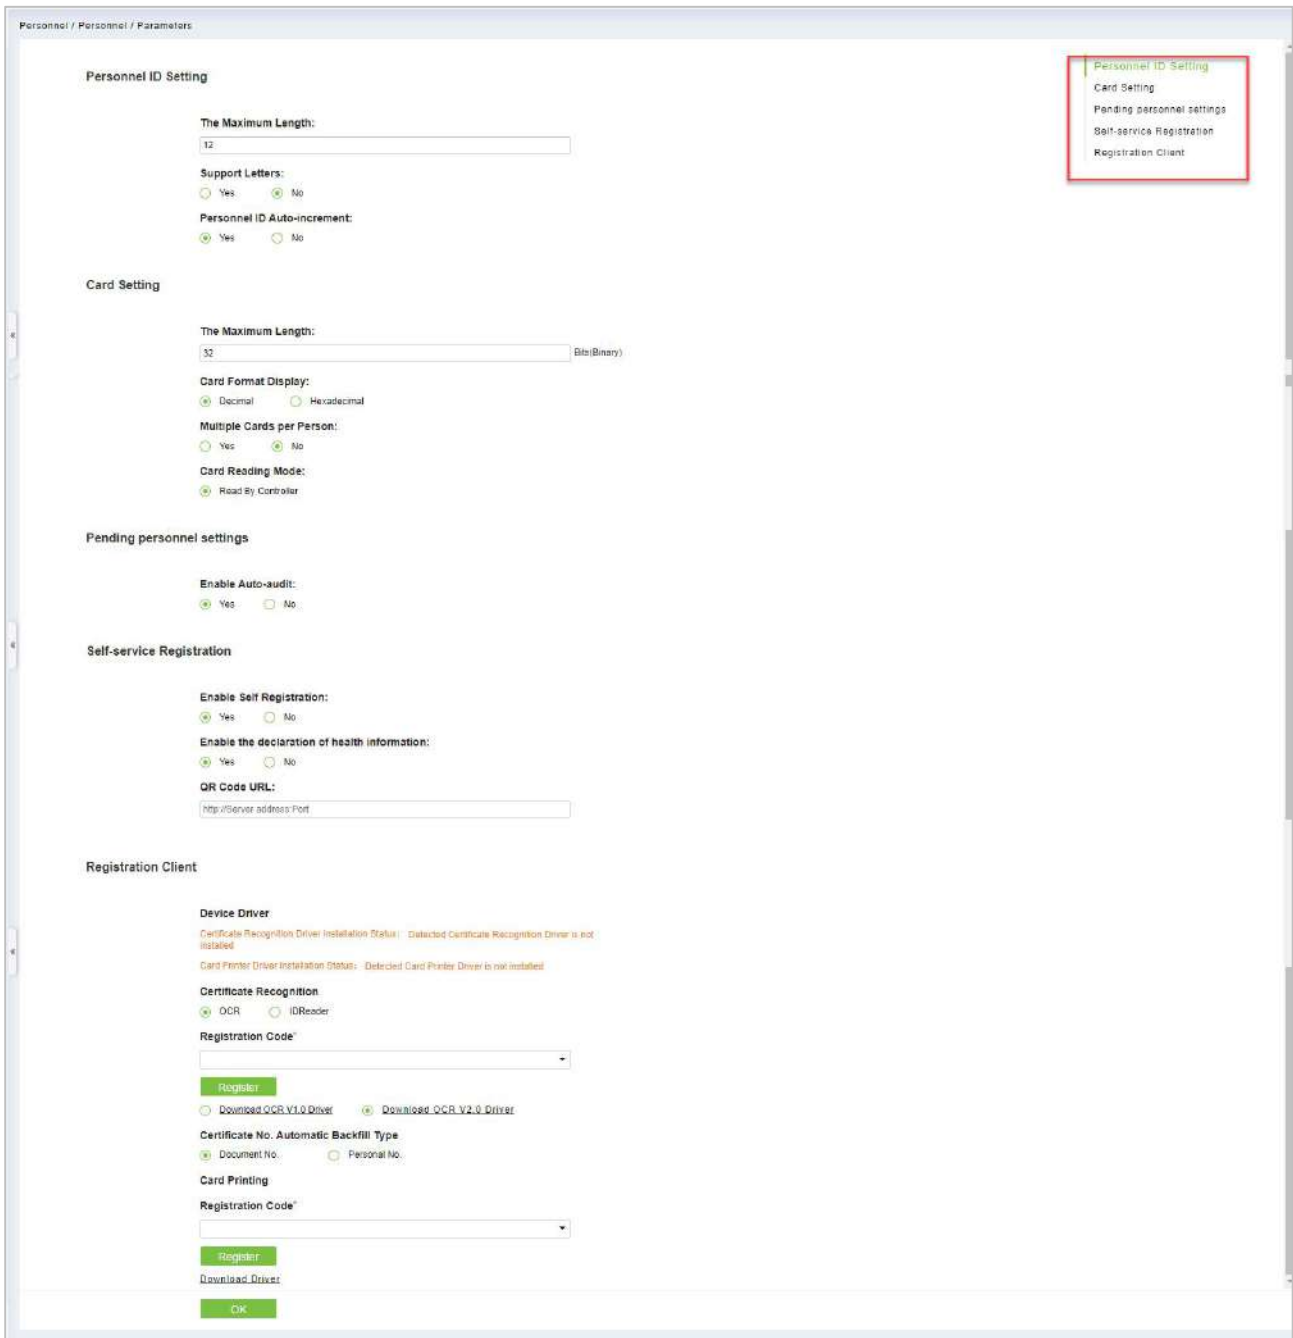 Personnel / Personnel / Parameters
Personnel ID Setting
Card Setting
Pending personnel settings
Self-service Registration
Registration Client
Personnel ID Setting
The Maximum Length:
12
Support Letters:
Yes No
Personnel ID Auto-increment:
Yes No
Card Setting
The Maximum Length:
32 Bits(Binary)
Card Format Display:
Decimal Hexadecimal
Multiple Cards per Person:
Yes No
Card Reading Mode:
Read By Controller
Pending personnel settings
Enable Auto-audit:
Yes No
Self-service Registration
Enable Self Registration:
Yes No
Enable the declaration of health information:
Yes No
QR Code URL:
http://Server address:Port
Registration Client
Device Driver
Certificate Recognition Driver Installation Status: Detected Certificate Recognition Driver is not
installed
Card Printer Driver Installation Status: Detected Card Printer Driver is not installed
Certificate Recognition
OCR IDReader
Registration Code*
Register
Download OCR V1.0 Driver Download OCR V2.0 Driver
Certificate No. Automatic Backfill Type
Document No. Personal No.
Card Printing
Registration Code*
Register
Download Driver
OK